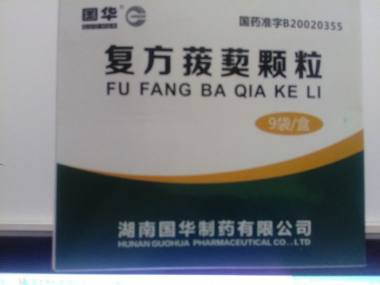 国华
国药准字B20020355
复方菝葜颗粒
FU FANG BA QIA KE LI
9袋/盒
湖南国华制药有限公司
HUNAN GUOHUA PHARMACEUTICAL CO., LTD